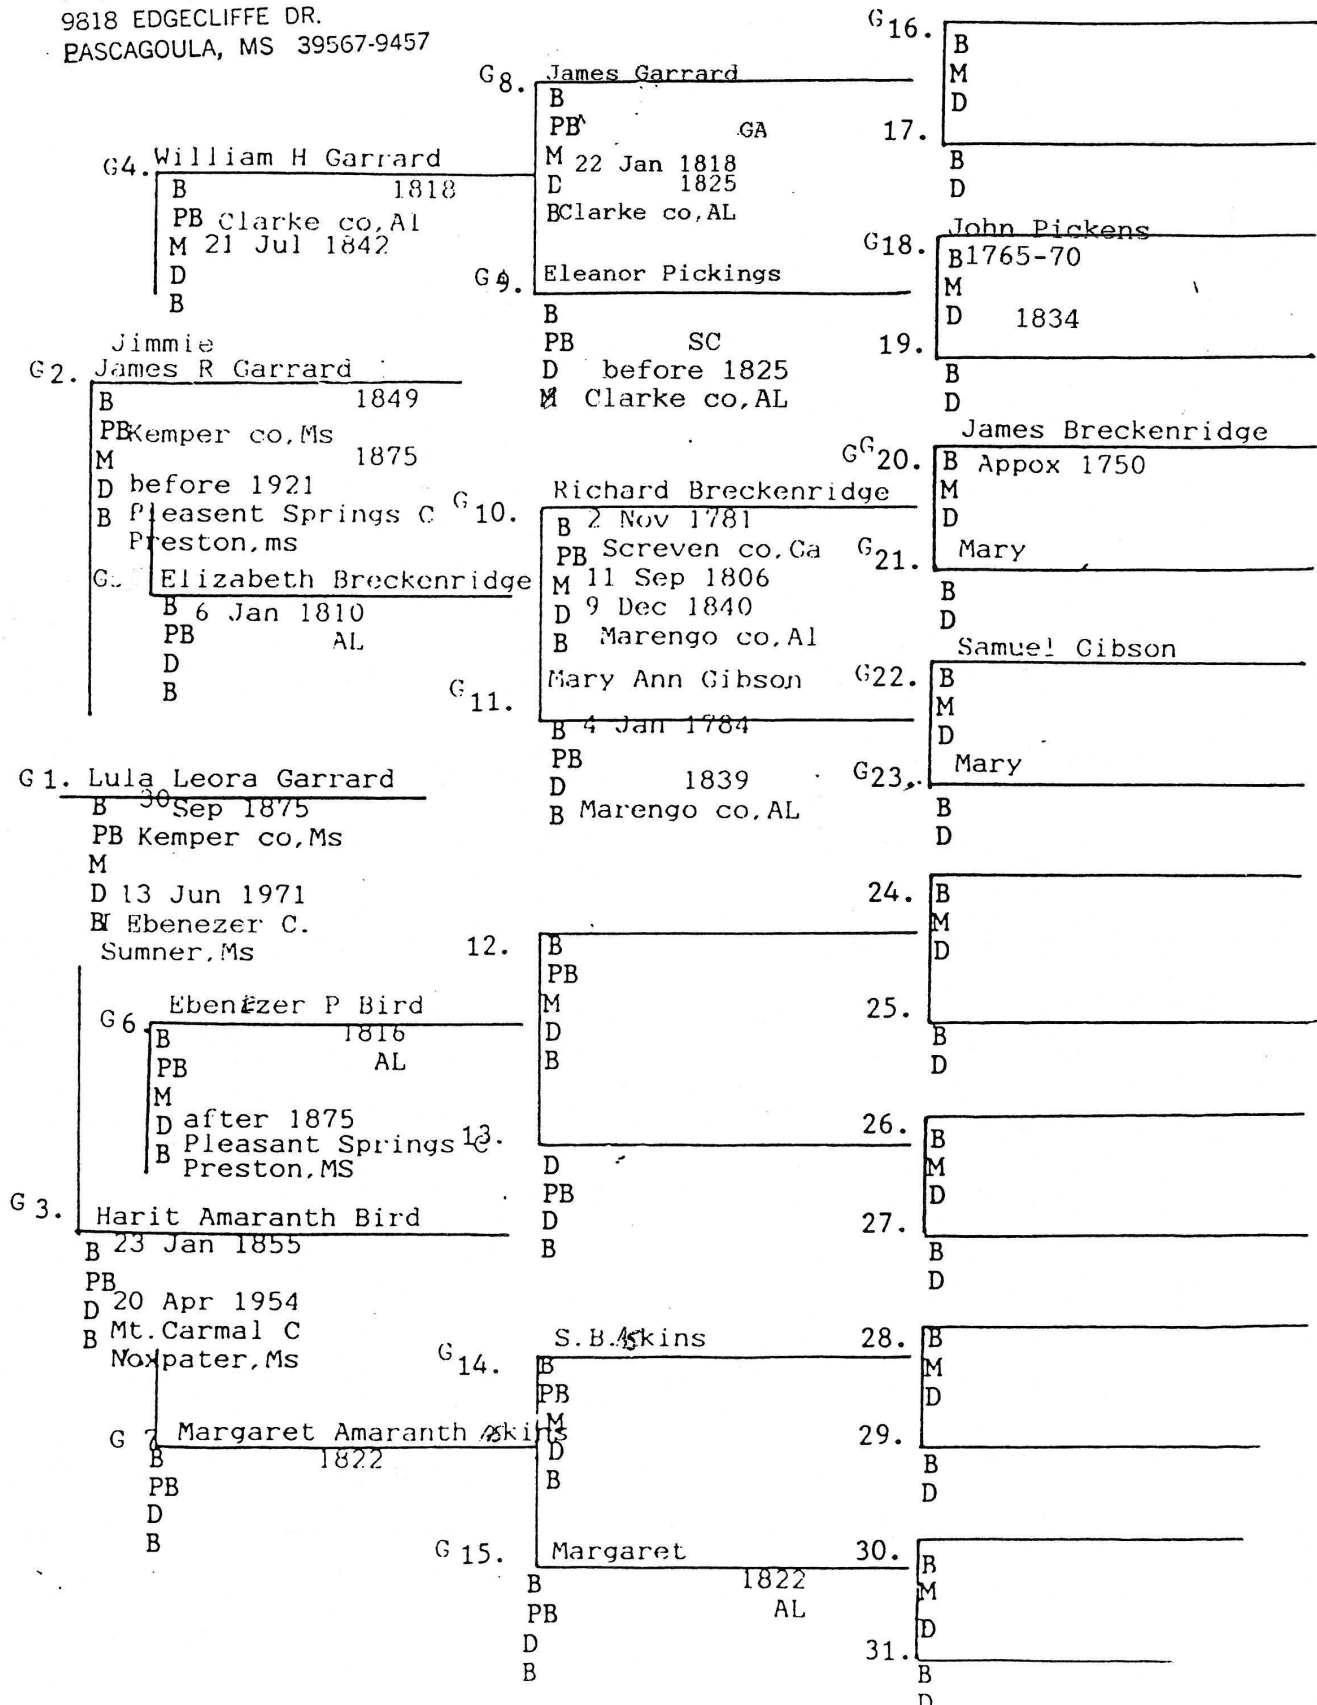 9818 EDGECLIFFE DR.
PASCAGOULA, MS 39567-9457
G16.
B
M
D
17.
B
D
G8. James Garrard
B
PB GA
M 22 Jan 1818
D 1825
B Clarke co,AL
G4. William H Garrard
B 1818
PB Clarke co,Al
M 21 Jul 1842
D
B
G9. Eleanor Pickings
B
PB SC
D before 1825
M Clarke co,AL
G18. John Pickens
B 1765-70
M
D 1834
19.
B
D
Jimmie
G2. James R Garrard
B 1849
PB Kemper co,Ms
M 1875
D before 1921
B Pleasent Springs C
Preston,ms
G20. James Breckenridge
B Appox 1750
M
D
G21. Mary
B
D
G10. Richard Breckenridge
B 2 Nov 1781
PB Screven co,Ga
M 11 Sep 1806
D 9 Dec 1840
B Marengo co,Al
Elizabeth Breckenridge
B 6 Jan 1810
PB AL
D
B
G11. Mary Ann Gibson
B 4 Jan 1784
PB
D 1839
B Marengo co,AL
G22. Samuel Gibson
B
M
D
G23. Mary
B
D
G1. Lula Leora Garrard
B 30 Sep 1875
PB Kemper co,Ms
M
D 13 Jun 1971
B Ebenezer C.
Sumner,Ms
24.
B
M
D
25.
B
D
12.
B
PB
M
D
B
G6. Ebenezer P Bird
B 1816
PB AL
M
D after 1875
B Pleasant Springs C
Preston,MS
13.
D
PB
D
B
26.
B
M
D
27.
B
D
G3. Harit Amaranth Bird
B 23 Jan 1855
PB
D 20 Apr 1954
B Mt.Carmal C
Noxpater,Ms
G14. S.B.Askins
B
PB
M
D
B
28.
B
M
D
29.
B
D
G7 Margaret Amaranth Askins
B 1822
PB
D
B
G15. Margaret
B 1822
PB AL
D
B
30.
B
M
D
31.
B
D